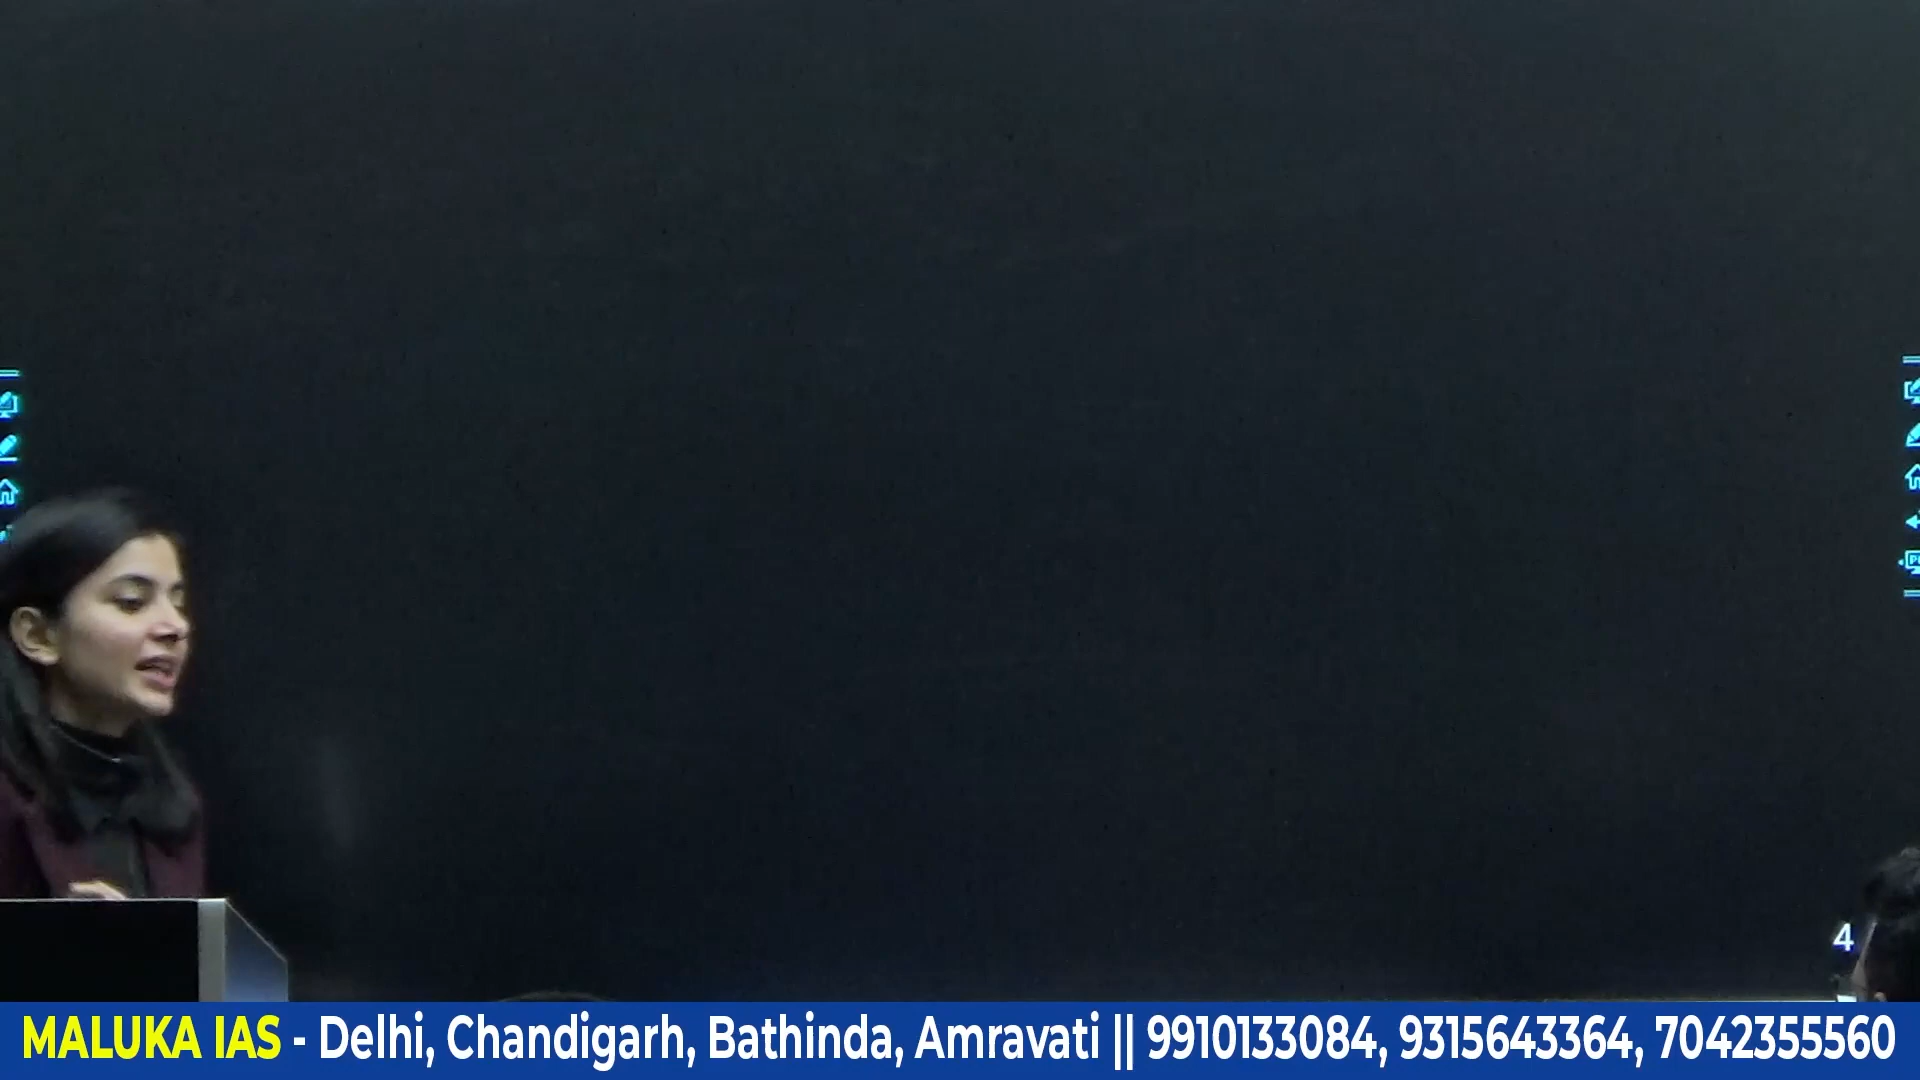 4
MALUKA IAS - Delhi, Chandigarh, Bathinda, Amravati || 9910133084, 9315643364, 7042355560